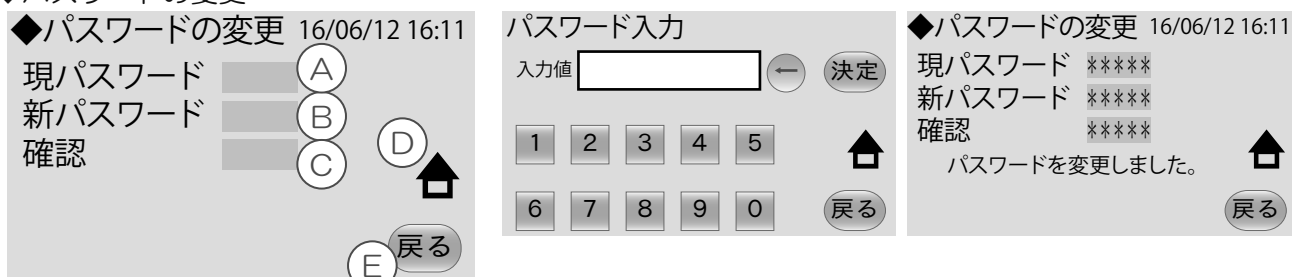 ◆パスワードの変更
◆パスワードの変更 16/06/12 16:11
現パスワード A
新パスワード B
確認 C
D
戻る
E
パスワード入力
入力値 ← 決定
1 2 3 4 5
6 7 8 9 0 戻る
◆パスワードの変更 16/06/12 16:11
現パスワード *****
新パスワード *****
確認 *****
パスワードを変更しました。
戻る